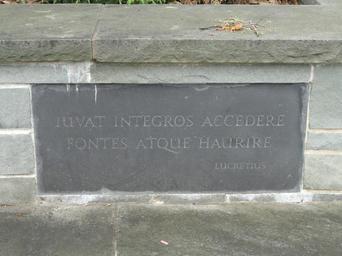 IUVAT INTEGROS ACCEDERE
FONTES ATQUE HAURIRE
LUCRETIUS